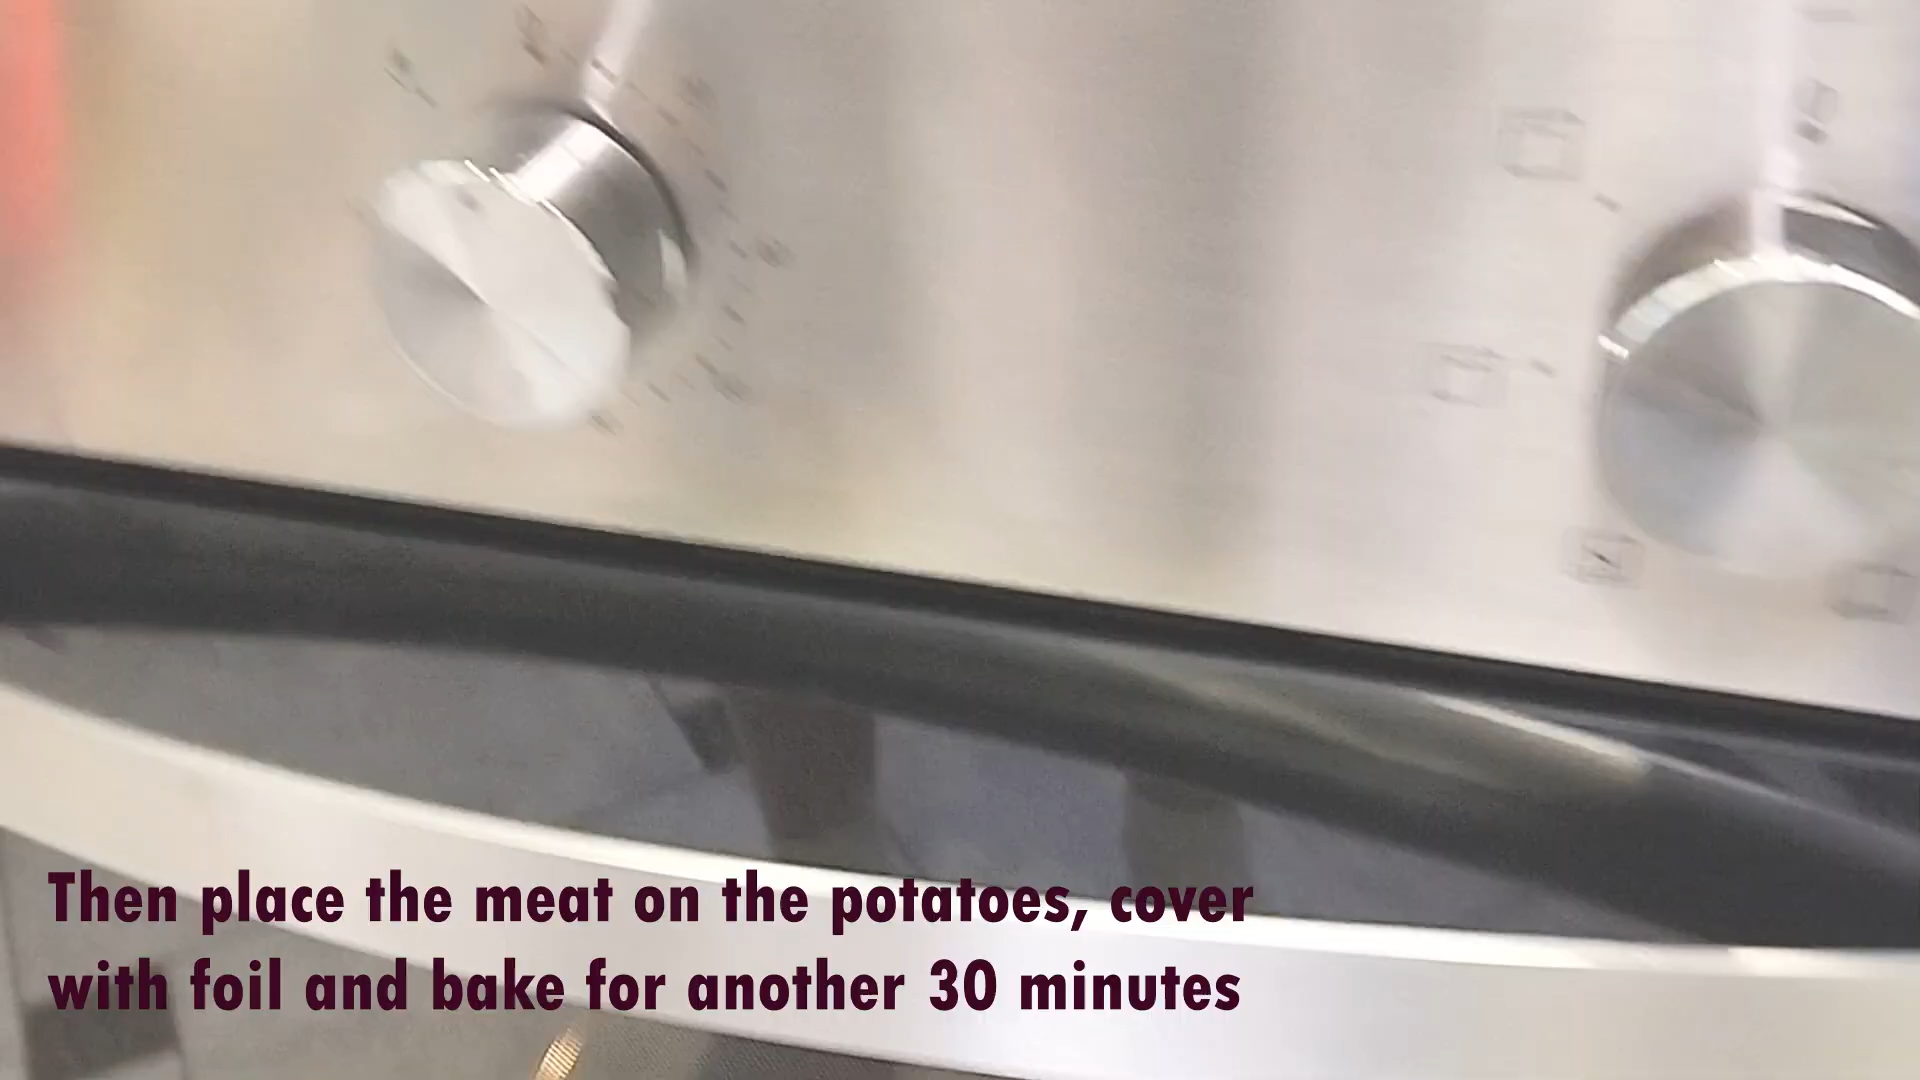 Then place the meat on the potatoes, cover
with foil and bake for another 30 minutes